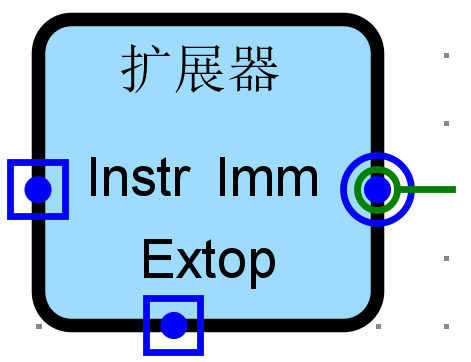 扩展器
Instr Imm
Extop